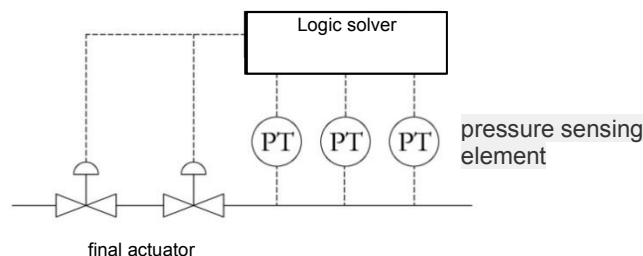 Logic solver
PT PT PT
pressure sensing
element
final actuator